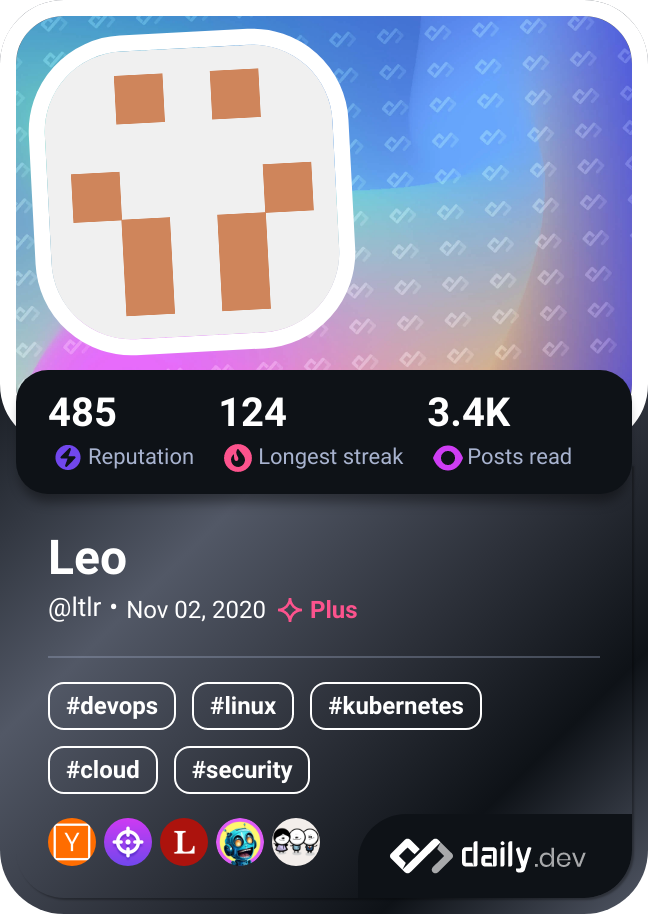 485 124 3.4K
Reputation Longest streak Posts read
Leo
@ltlr • Nov 02, 2020 Plus
#devops #linux #kubernetes
#cloud #security
Y L
daily.dev